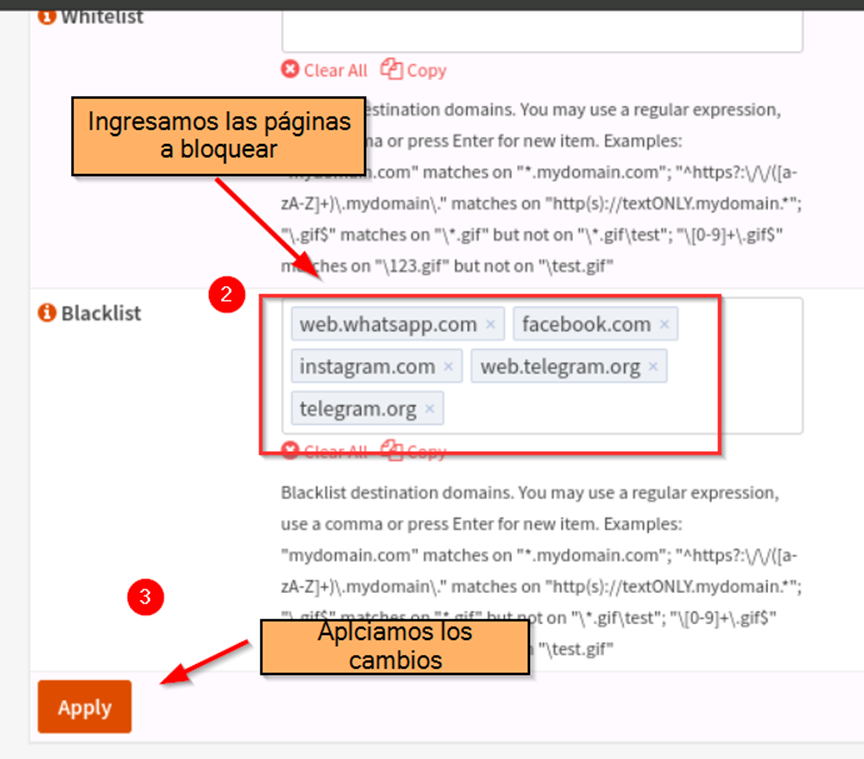 Whitelist
Clear All Copy
Ingresamos las páginas
a bloquear
destination domains. You may use a regular expression,
or press Enter for new item. Examples:
"mydomain.com" matches on "*.mydomain.com"; "^https?:\/\/([a-
zA-Z]+)\.mydomain\." matches on "http(s)://textONLY.mydomain.*";
"\.gif$" matches on "\*.gif" but not on "\*.gif\test"; "\[0-9]+\.gif$"
matches on "\123.gif" but not on "\test.gif"
2
Blacklist
web.whatsapp.com × facebook.com ×
instagram.com × web.telegram.org ×
telegram.org ×
Clear All Copy
Blacklist destination domains. You may use a regular expression,
use a comma or press Enter for new item. Examples:
"mydomain.com" matches on "*.mydomain.com"; "^https?:\/\/([a-
zA-Z]+)\.mydomain\." matches on "http(s)://textONLY.mydomain.*";
3
"\.gif$" matches on "*.gif" but not on "\*.gif\test"; "\[0-9]+\.gif$"
Aplciamos los
cambios
"\test.gif"
Apply